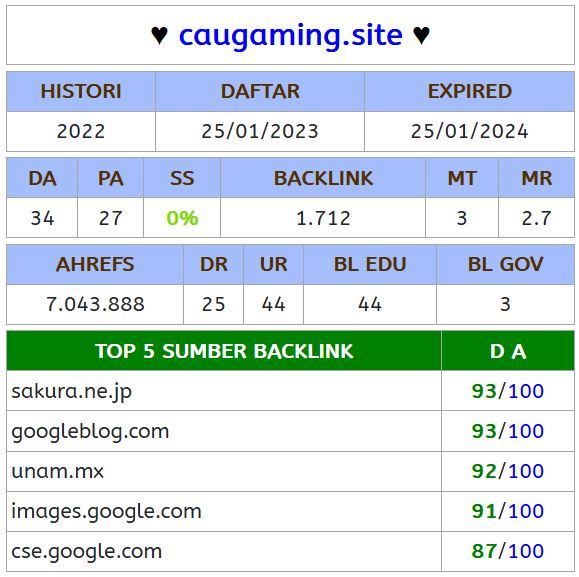 ♥ caugaming.site ♥
HISTORI DAFTAR EXPIRED
2022 25/01/2023 25/01/2024
DA PA SS BACKLINK MT MR
34 27 0% 1.712 3 2.7
AHREFS DR UR BL EDU BL GOV
7.043.888 25 44 44 3
TOP 5 SUMBER BACKLINK D A
sakura.ne.jp 93/100
googleblog.com 93/100
unam.mx 92/100
images.google.com 91/100
cse.google.com 87/100